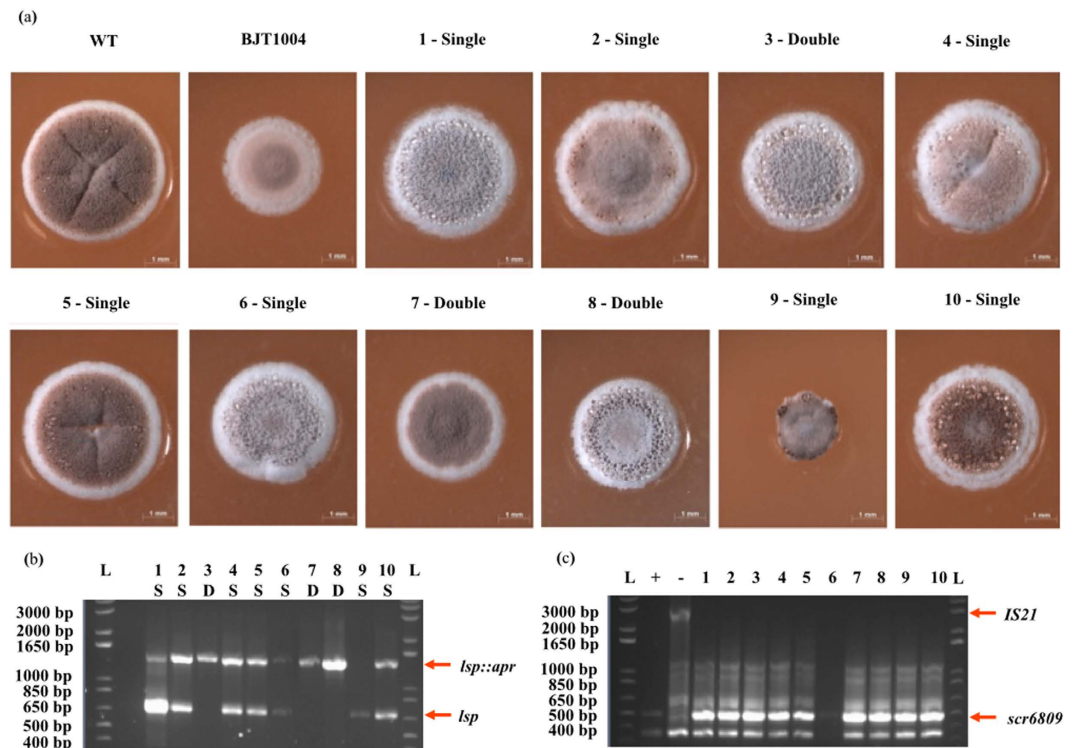 (a)
WT BJT1004 1 - Single 2 - Single 3 - Double 4 - Single
1 mm 1 mm 1 mm 1 mm 1 mm 1 mm
5 - Single 6 - Single 7 - Double 8 - Double 9 - Single 10 - Single
1 mm 1 mm 1 mm 1 mm 1 mm 1 mm
(b)
L 1 2 3 4 5 6 7 8 9 10 L
S S D S S S D D S S
3000 bp
2000 bp
1650 bp
1000 bp
850 bp
650 bp
500 bp
400 bp
lsp::apr
lsp
(c)
L + - 1 2 3 4 5 6 7 8 9 10 L
3000 bp
2000 bp
1650 bp
1000 bp
850 bp
650 bp
500 bp
400 bp
IS21
scr6809